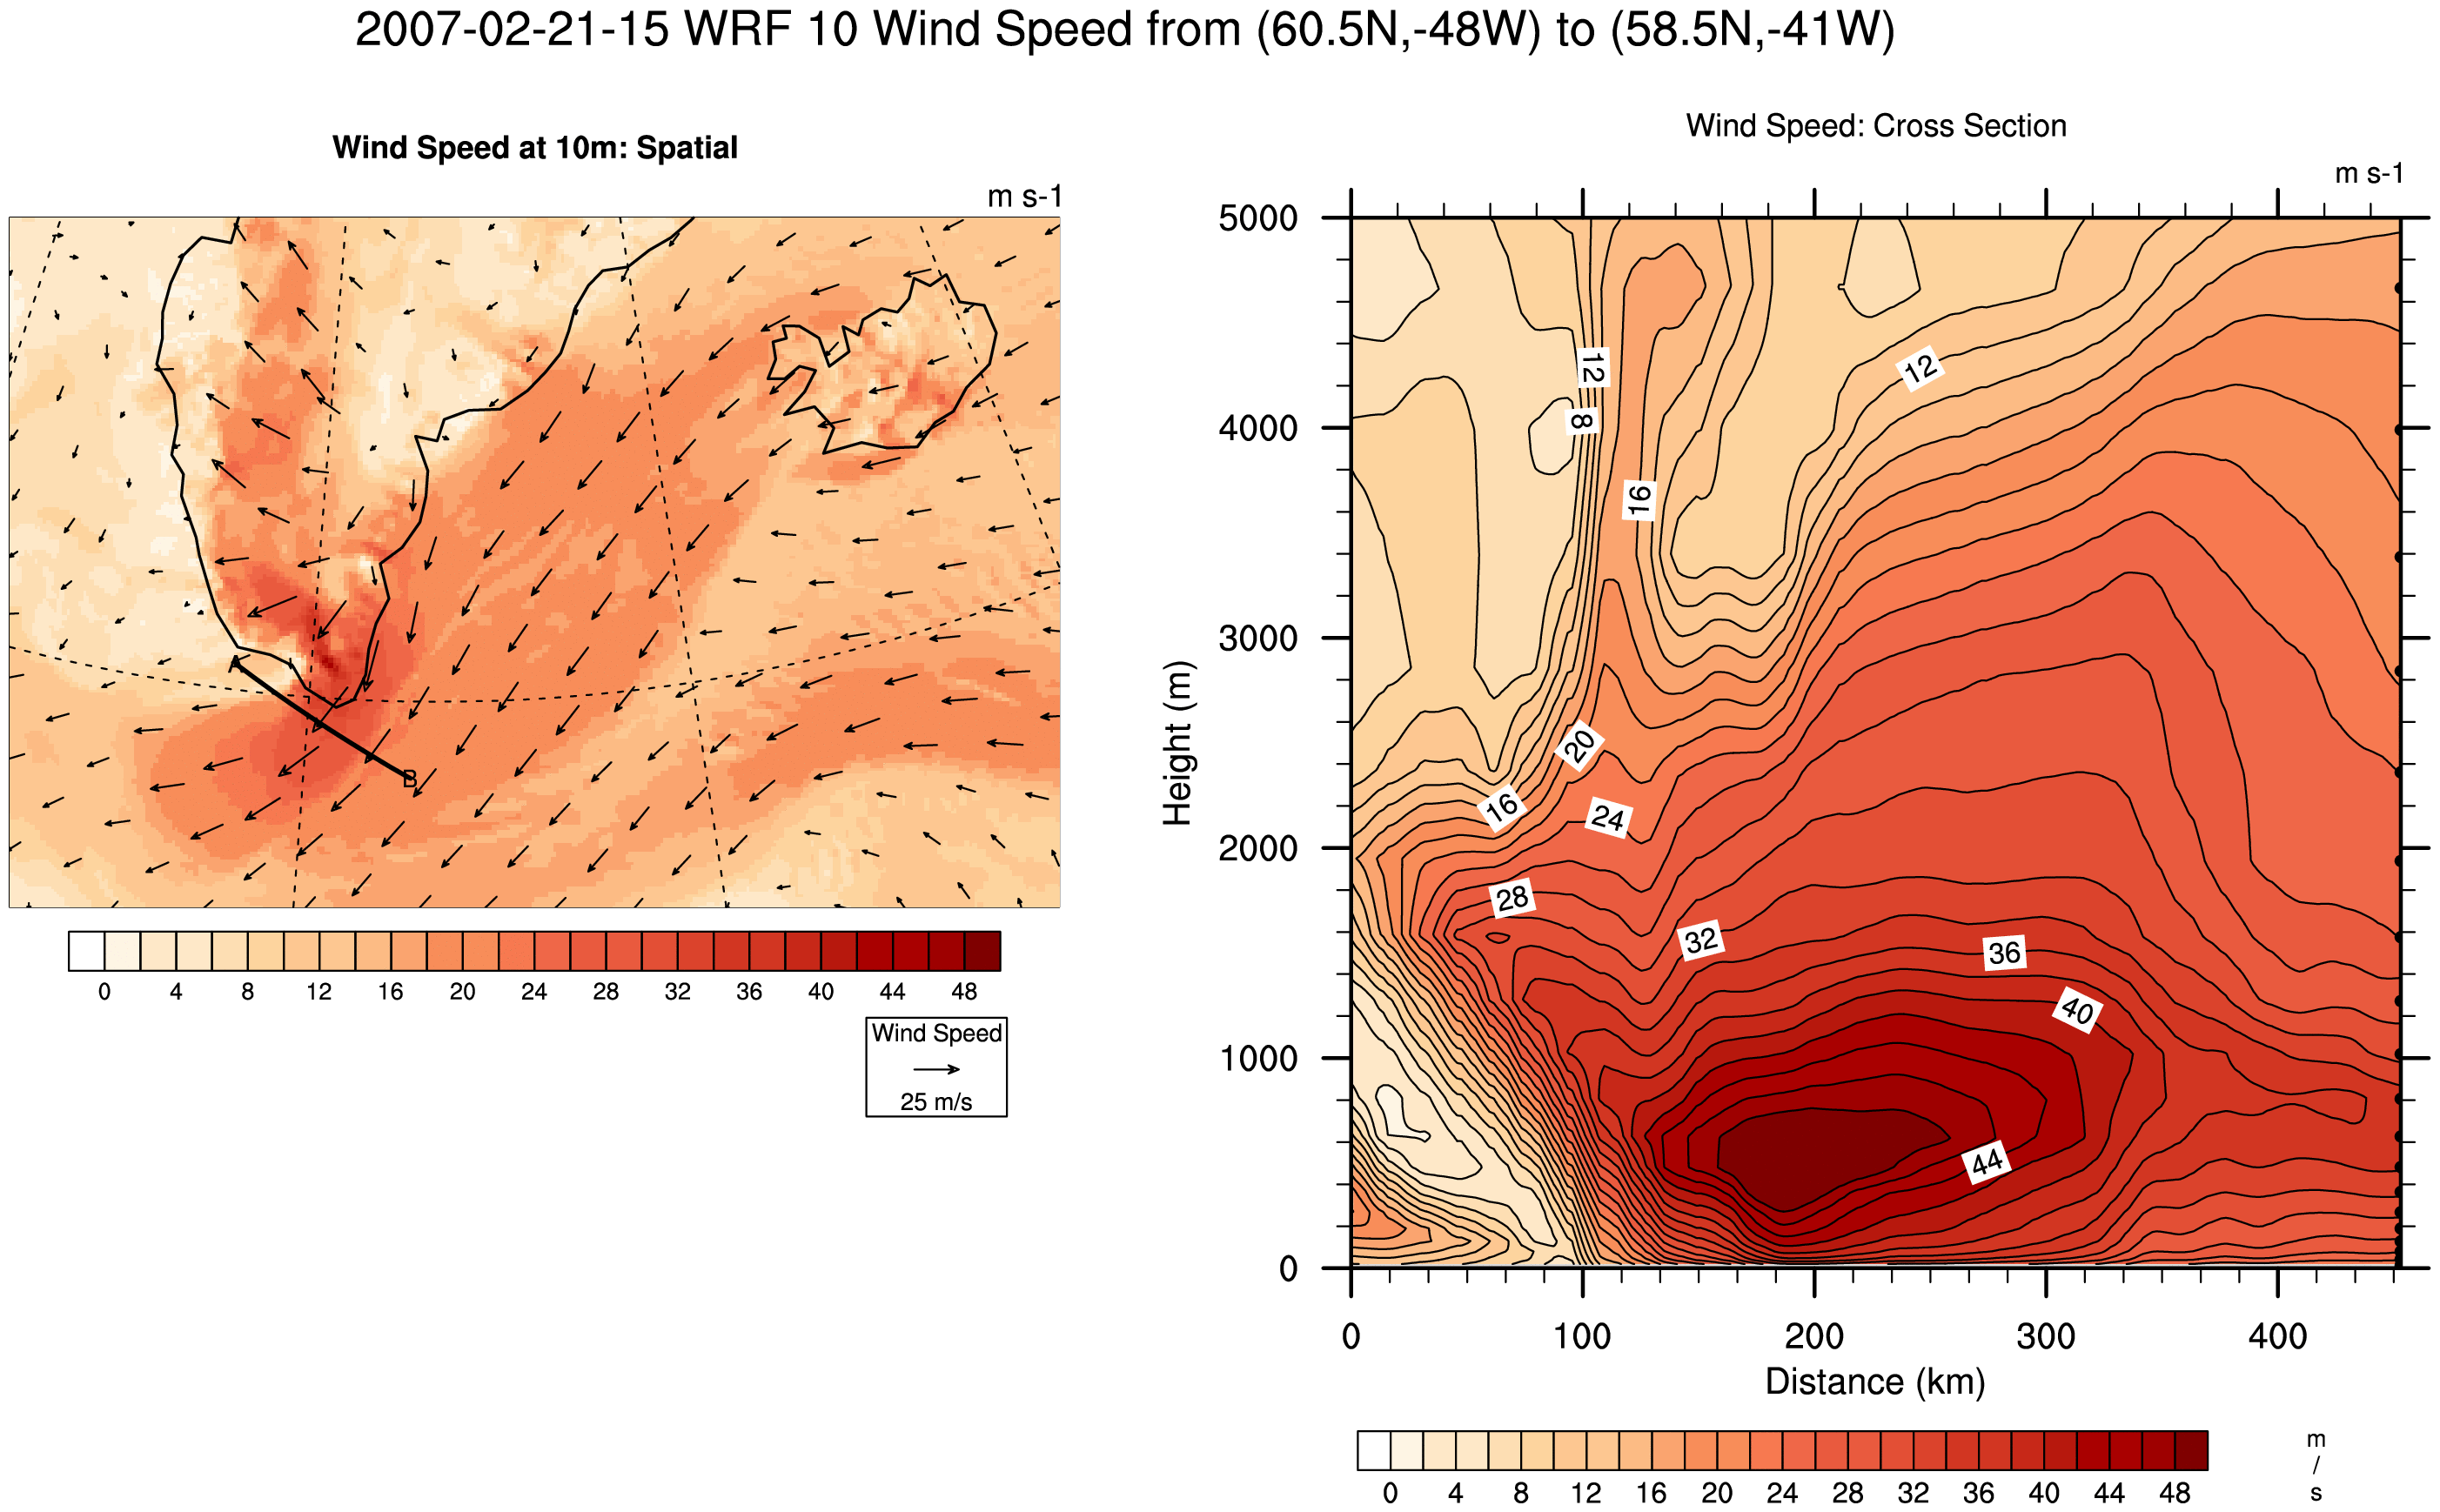 2007-02-21-15 WRF 10 Wind Speed from (60.5N,-48W) to (58.5N,-41W)
Wind Speed at 10m: Spatial
m s-1
A
B
0 4 8 12 16 20 24 28 32 36 40 44 48
Wind Speed
25 m/s
Wind Speed: Cross Section
m s-1
5000
4000
3000
2000
1000
0
Height (m)
12
8
16
12
20
16
24
28
32
36
40
44
0 100 200 300 400
Distance (km)
0 4 8 12 16 20 24 28 32 36 40 44 48
m
/
s